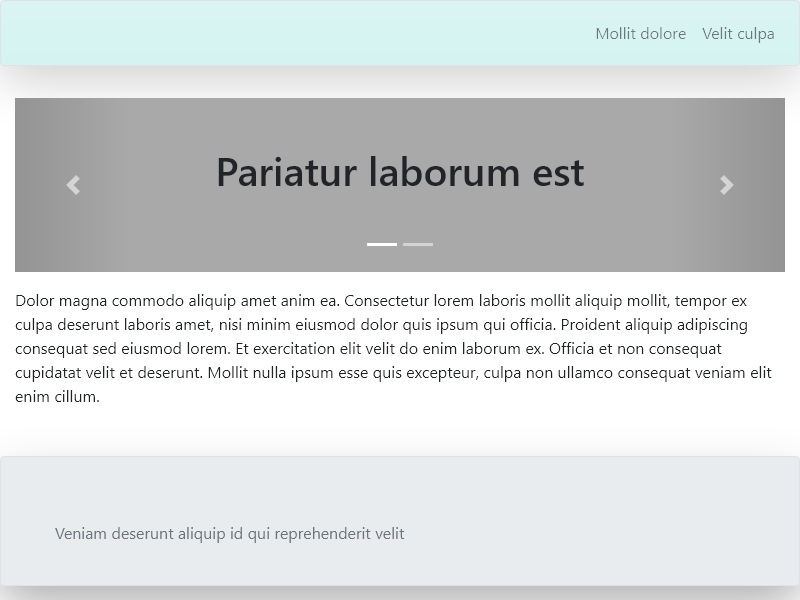 Mollit dolore Velit culpa
Pariatur laborum est
Dolor magna commodo aliquip amet anim ea. Consectetur lorem laboris mollit aliquip mollit, tempor ex
culpa deserunt laboris amet, nisi minim eiusmod dolor quis ipsum qui officia. Proident aliquip adipiscing
consequat sed eiusmod lorem. Et exercitation elit velit do enim laborum ex. Officia et non consequat
cupidatat velit et deserunt. Mollit nulla ipsum esse quis excepteur, culpa non ullamco consequat veniam elit
enim cillum.
Veniam deserunt aliquip id qui reprehenderit velit